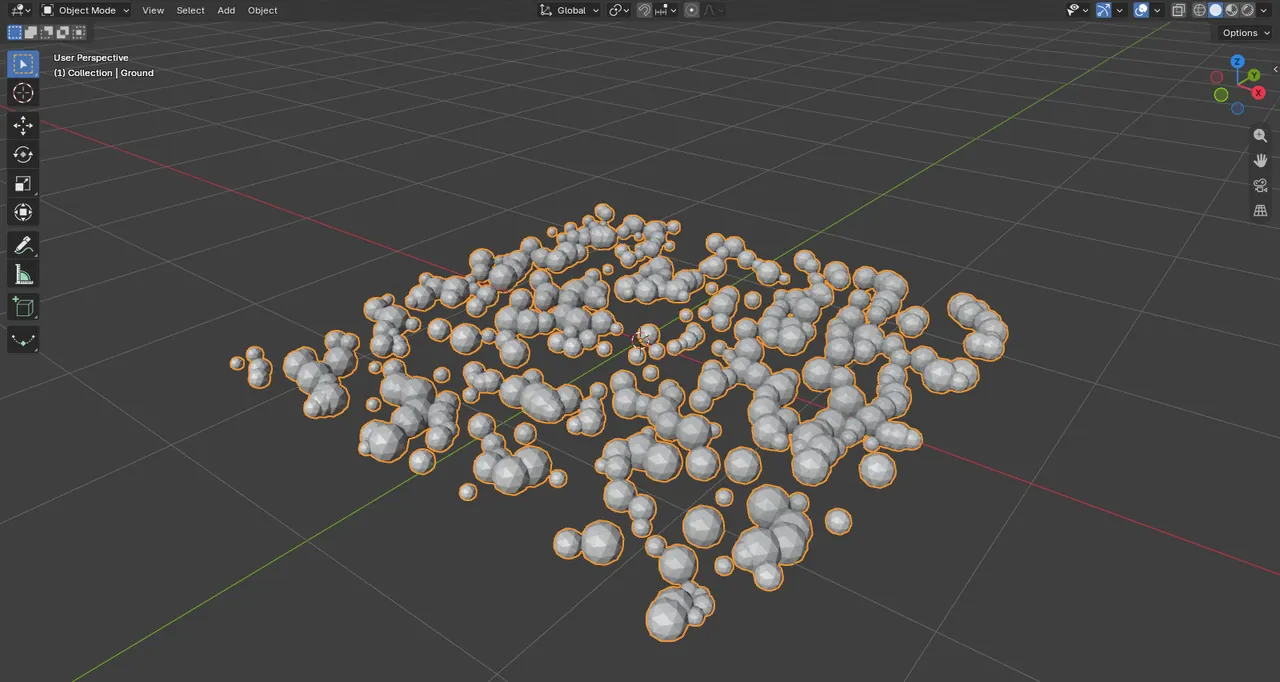 Object Mode View Select Add Object Global
Options
User Perspective
(1) Collection | Ground
Z
Y
X